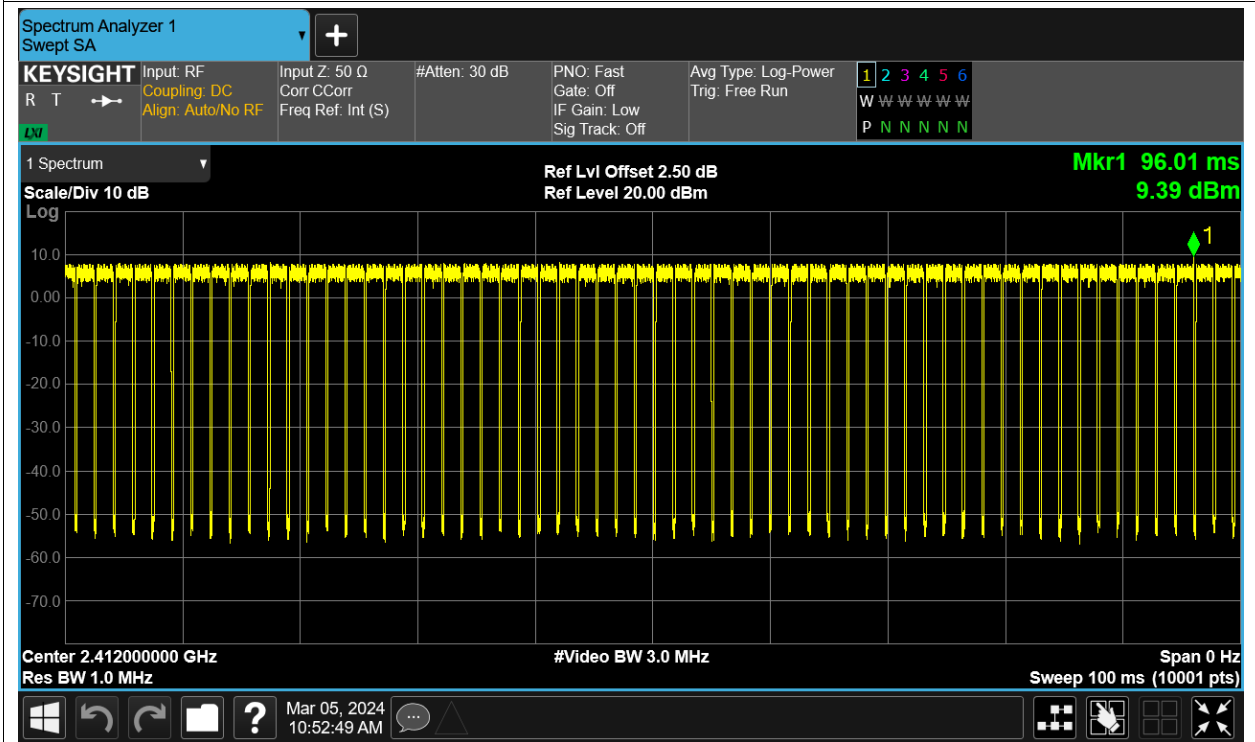 Spectrum Analyzer 1
Swept SA
KEYSIGHT
R T
LXI
Input: RF
Coupling: DC
Align: Auto/No RF
Input Z: 50 Ω
Corr CCorr
Freq Ref: Int (S)
#Atten: 30 dB
PNO: Fast
Gate: Off
IF Gain: Low
Sig Track: Off
Avg Type: Log-Power
Trig: Free Run
1 2 3 4 5 6
W W W W W W
P N N N N N
1 Spectrum
Scale/Div 10 dB
Log
Ref Lvl Offset 2.50 dB
Ref Level 20.00 dBm
Mkr1 96.01 ms
9.39 dBm
1
10.0
0.00
-10.0
-20.0
-30.0
-40.0
-50.0
-60.0
-70.0
Center 2.412000000 GHz
Res BW 1.0 MHz
#Video BW 3.0 MHz
Span 0 Hz
Sweep 100 ms (10001 pts)
?
Mar 05, 2024
10:52:49 AM